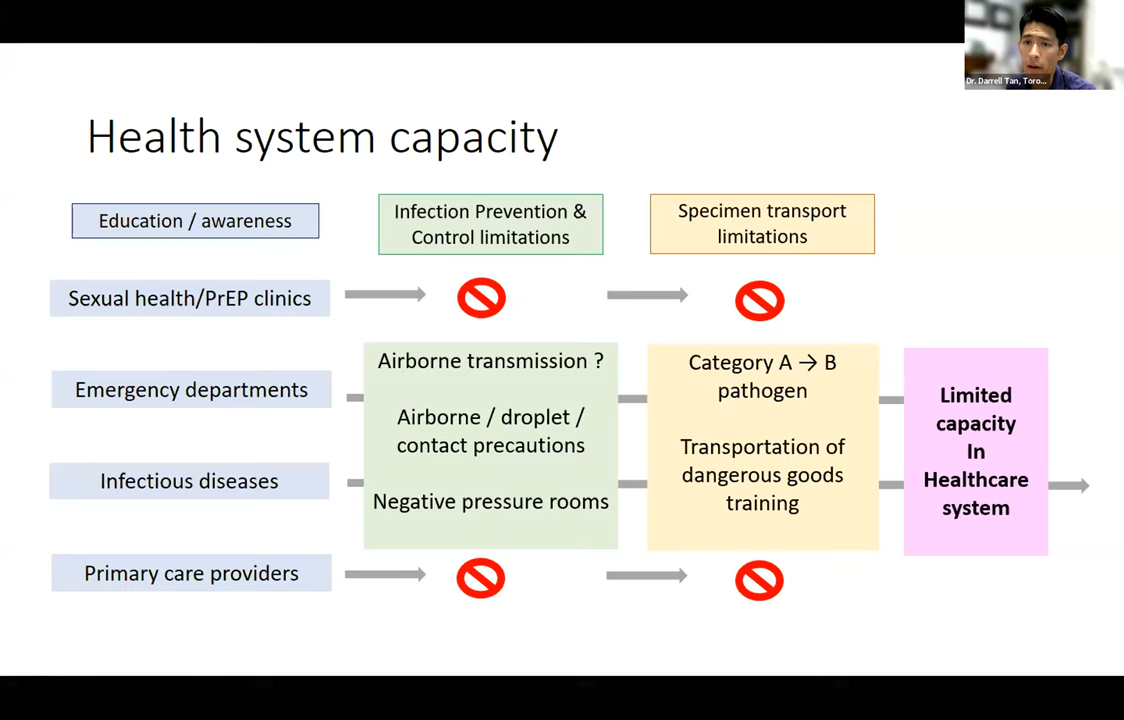 Dr. Darrell Tan, Toro...
Health system capacity
Education / awareness
Infection Prevention &
Control limitations
Specimen transport
limitations
Sexual health/PrEP clinics
Emergency departments
Infectious diseases
Primary care providers
Airborne transmission ?
Airborne / droplet /
contact precautions
Negative pressure rooms
Category A → B
pathogen
Transportation of
dangerous goods
training
Limited
capacity
In
Healthcare
system